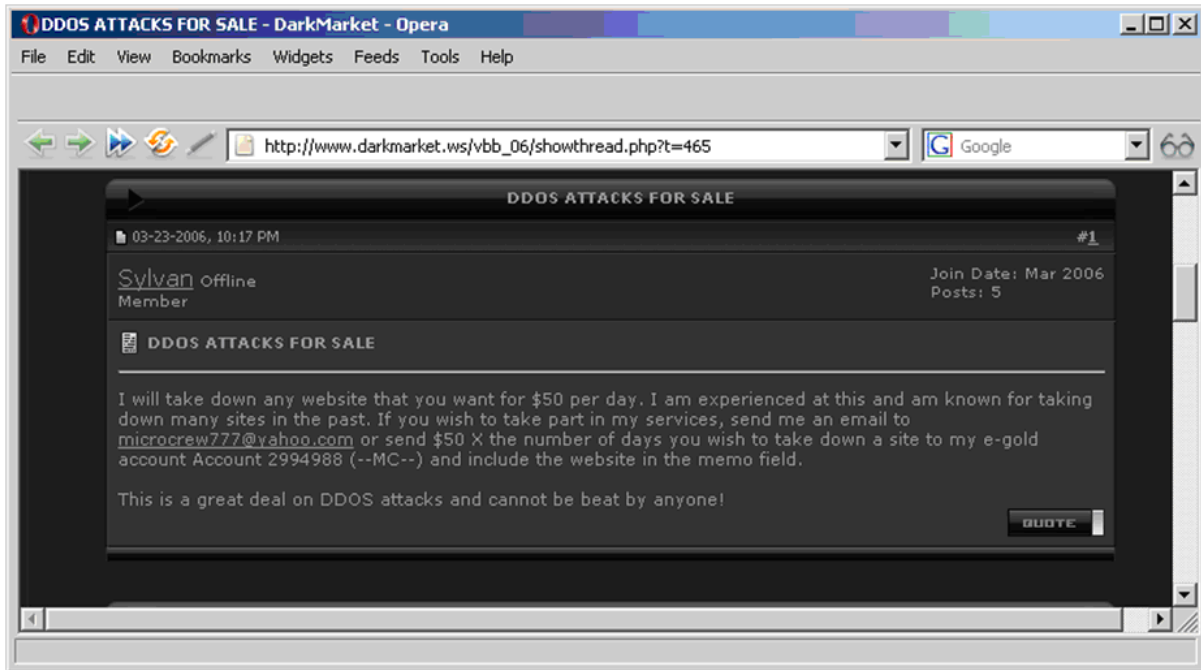 DDOS ATTACKS FOR SALE - DarkMarket - Opera
File Edit View Bookmarks Widgets Feeds Tools Help
http://www.darkmarket.ws/vbb_06/showthread.php?t=465
G Google
DDOS ATTACKS FOR SALE
03-23-2006, 10:17 PM #1
Sylvan Offline Join Date: Mar 2006
Member Posts: 5
DDOS ATTACKS FOR SALE
I will take down any website that you want for $50 per day. I am experienced at this and am known for taking
down many sites in the past. If you wish to take part in my services, send me an email to
microcrew777@yahoo.com or send $50 X the number of days you wish to take down a site to my e-gold
account Account 2994988 (--MC--) and include the website in the memo field.
This is a great deal on DDOS attacks and cannot be beat by anyone!
QUOTE